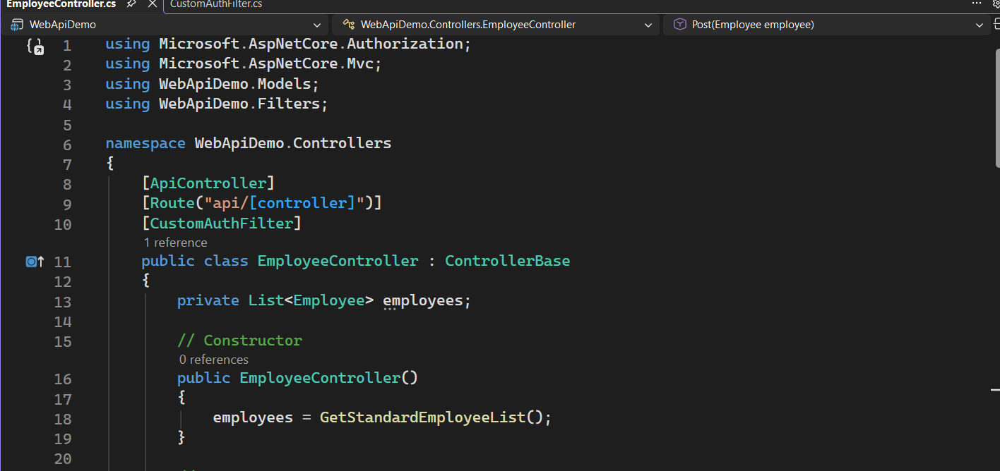 EmployeeController.cs CustomAuthFilter.cs
WebApiDemo WebApiDemo.Controllers.EmployeeController Post(Employee employee)
1 using Microsoft.AspNetCore.Authorization;
2 using Microsoft.AspNetCore.Mvc;
3 using WebApiDemo.Models;
4 using WebApiDemo.Filters;
5
6 namespace WebApiDemo.Controllers
7 {
8 [ApiController]
9 [Route("api/[controller]")]
10 [CustomAuthFilter]
1 reference
11 public class EmployeeController : ControllerBase
12 {
13 private List<Employee> employees;
14
15 // Constructor
0 references
16 public EmployeeController()
17 {
18 employees = GetStandardEmployeeList();
19 }
20